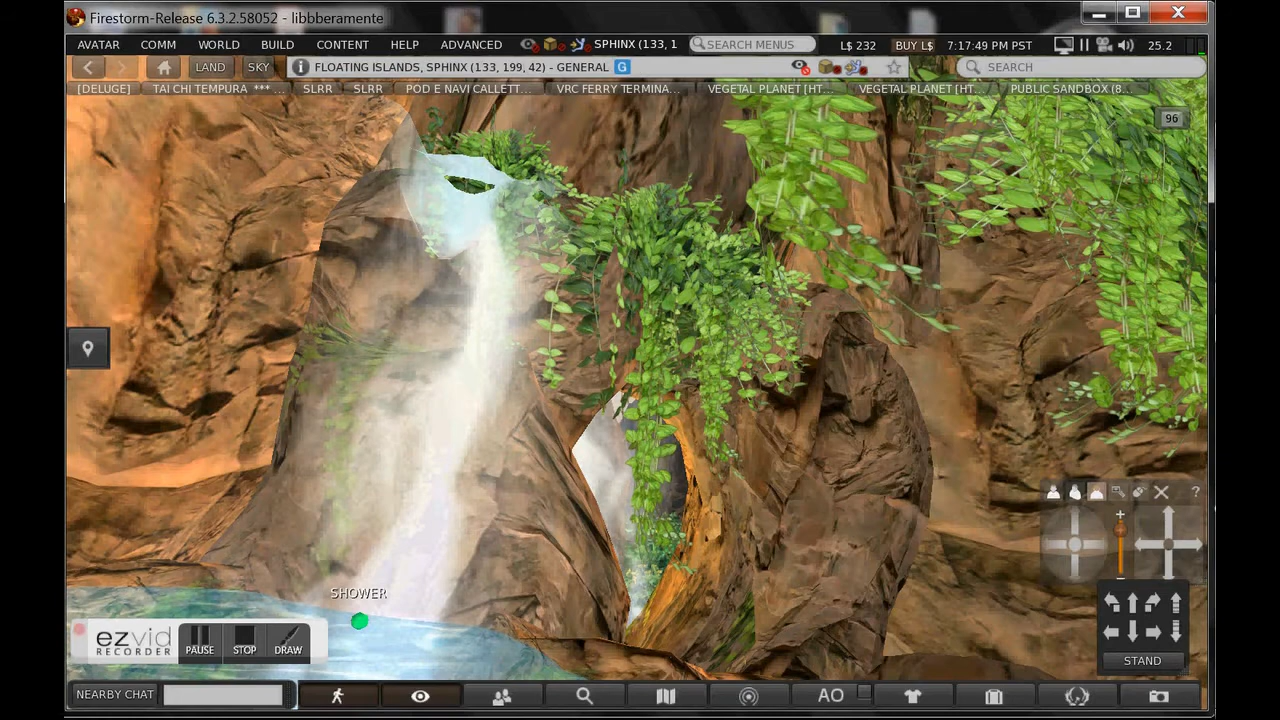 Firestorm-Release 6.3.2.58052 - libbberamente
AVATAR COMM WORLD BUILD CONTENT HELP ADVANCED SPHINX (133, 1 SEARCH MENUS L$ 232 BUY L$ 7:17:49 PM PST 25.2
LAND SKY FLOATING ISLANDS, SPHINX (133, 199, 42) - GENERAL G SEARCH
[DELUGE] TAI CHI TEMPURA *** ... SLRR SLRR POD E NAVI CALLETT... VRC FERRY TERMINA... VEGETAL PLANET [HT... VEGETAL PLANET [HT... PUBLIC SANDBOX (8...
96
?
SHOWER
ezvid
RECORDER
PAUSE STOP DRAW
STAND
NEARBY CHAT AO